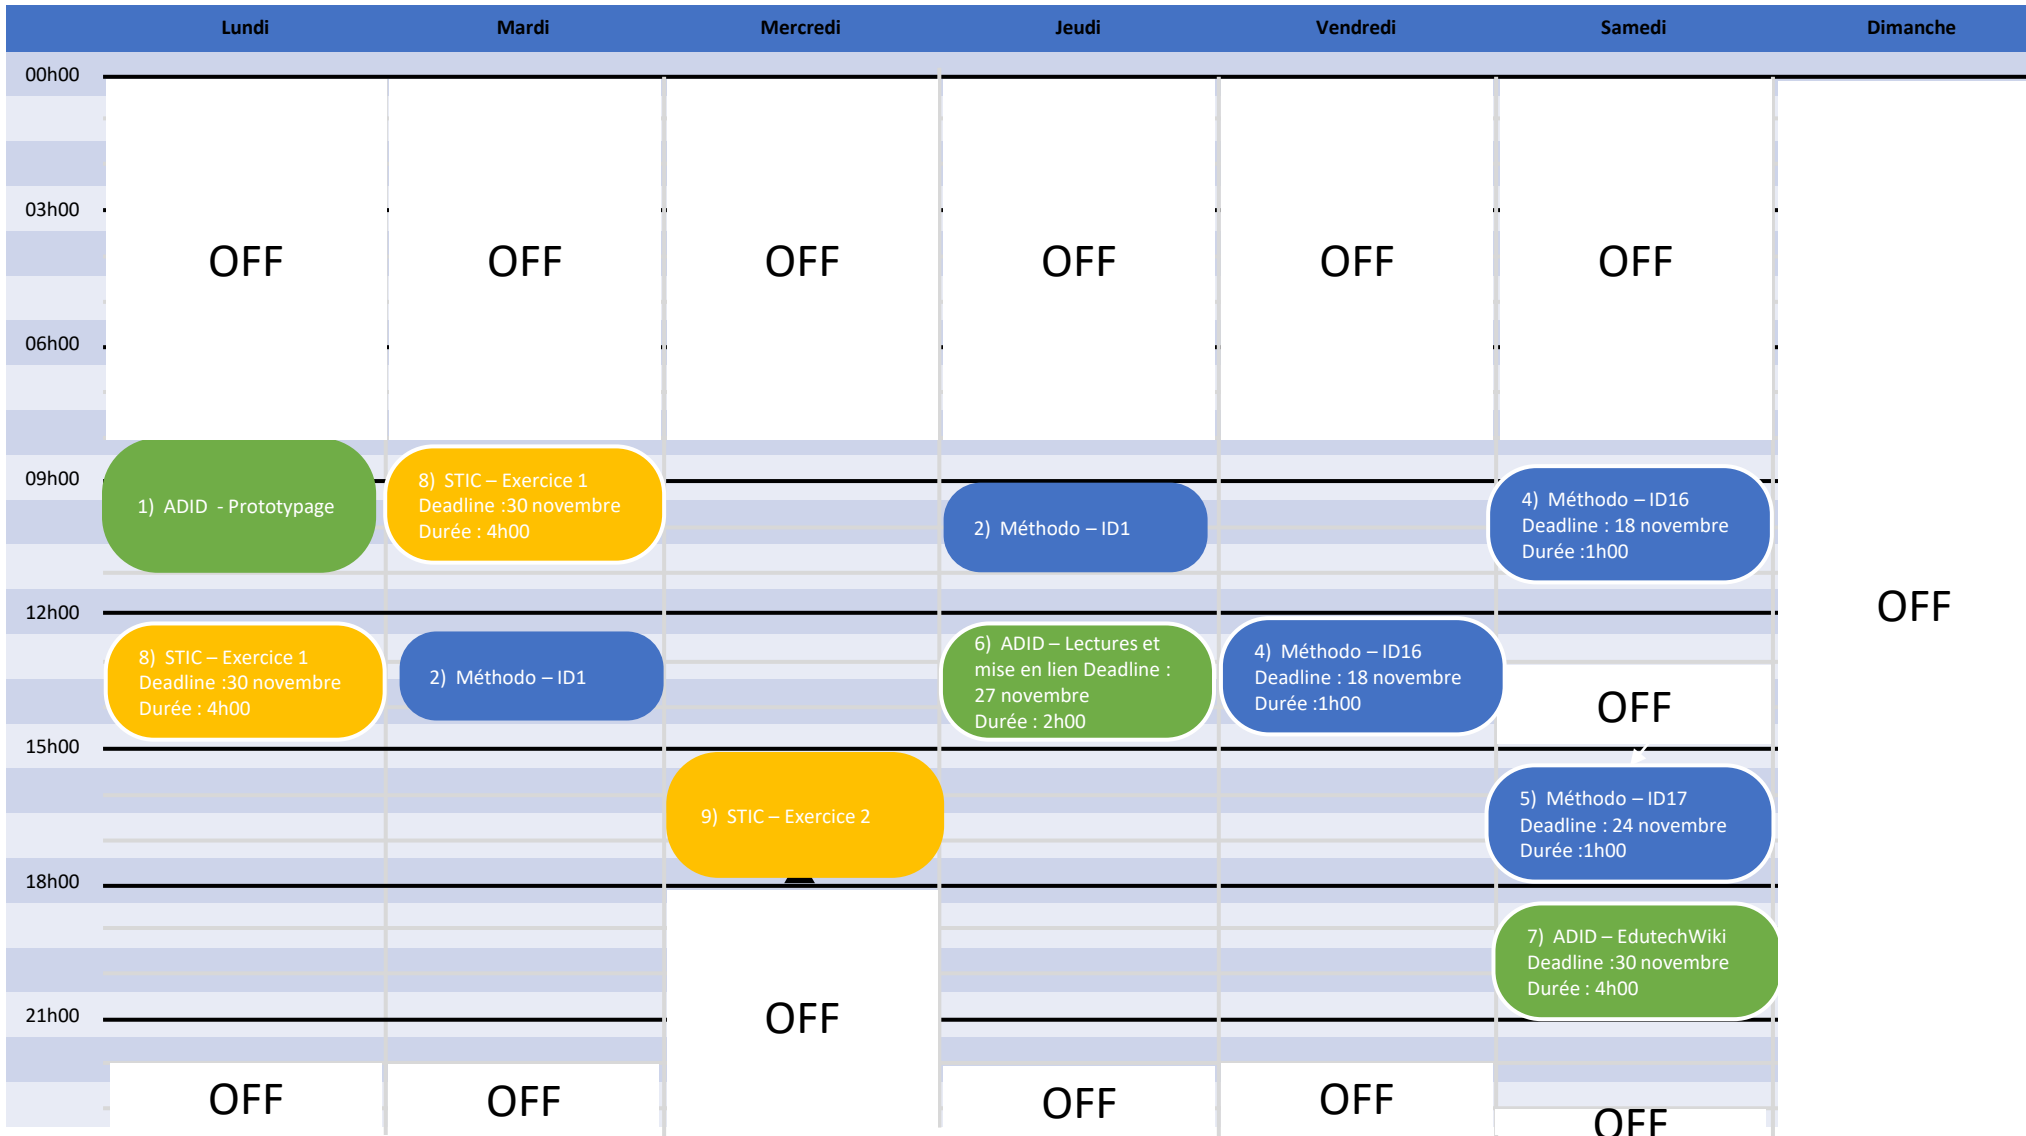 Lundi Mardi Mercredi Jeudi Vendredi Samedi Dimanche
00h00
03h00
OFF OFF OFF OFF OFF OFF
06h00
09h00
1) ADID - Prototypage
8) STIC – Exercice 1
Deadline :30 novembre
Durée : 4h00
2) Méthodo – ID1
4) Méthodo – ID16
Deadline : 18 novembre
Durée :1h00
OFF
12h00
8) STIC – Exercice 1
Deadline :30 novembre
Durée : 4h00
2) Méthodo – ID1
6) ADID – Lectures et
mise en lien Deadline :
27 novembre
Durée : 2h00
4) Méthodo – ID16
Deadline : 18 novembre
Durée :1h00
OFF
15h00
9) STIC – Exercice 2
5) Méthodo – ID17
Deadline : 24 novembre
Durée :1h00
18h00
7) ADID – EdutechWiki
Deadline :30 novembre
Durée : 4h00
21h00
OFF
OFF OFF OFF OFF OFF